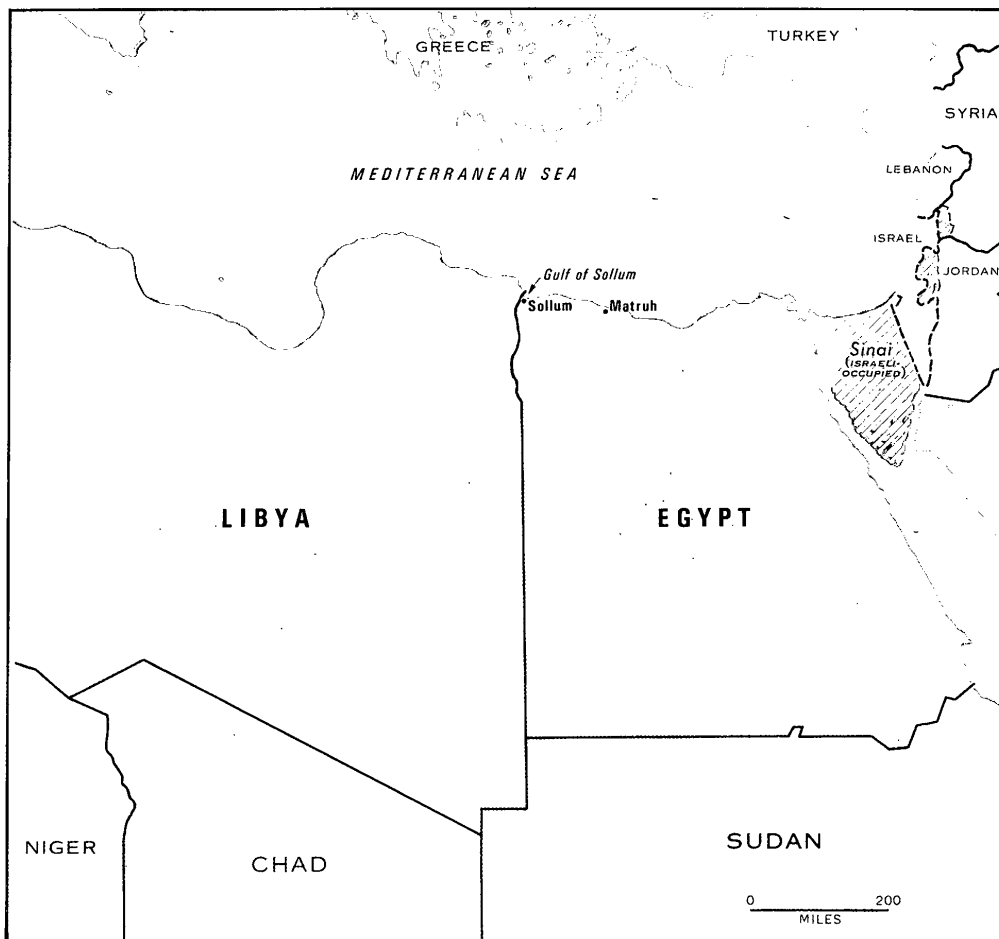 GREECE
TURKEY
SYRIA
MEDITERRANEAN SEA
LEBANON
ISRAEL
JORDAN
Gulf of Sollum
Sollum
Matruh
Sinai
(ISRAELI-
OCCUPIED)
LIBYA
EGYPT
NIGER
CHAD
SUDAN
0 200
MILES